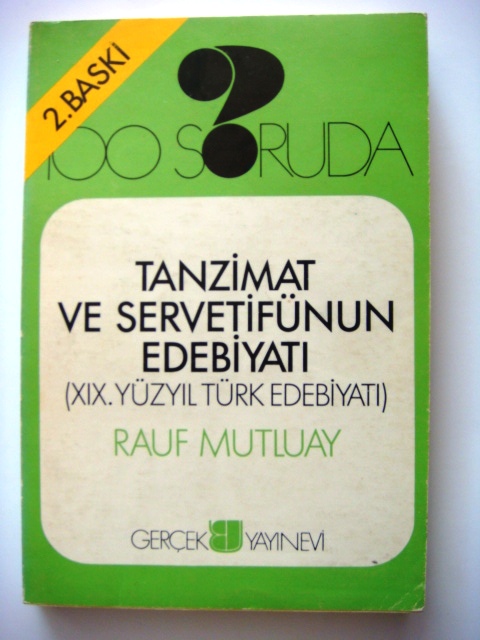 2. BASKI
?
100 SORUDA
TANZİMAT
VE SERVETİFÜNUN
EDEBİYATI
(XIX. YÜZYIL TÜRK EDEBİYATI)
RAUF MUTLUAY
GERÇEK YAYINEVİ